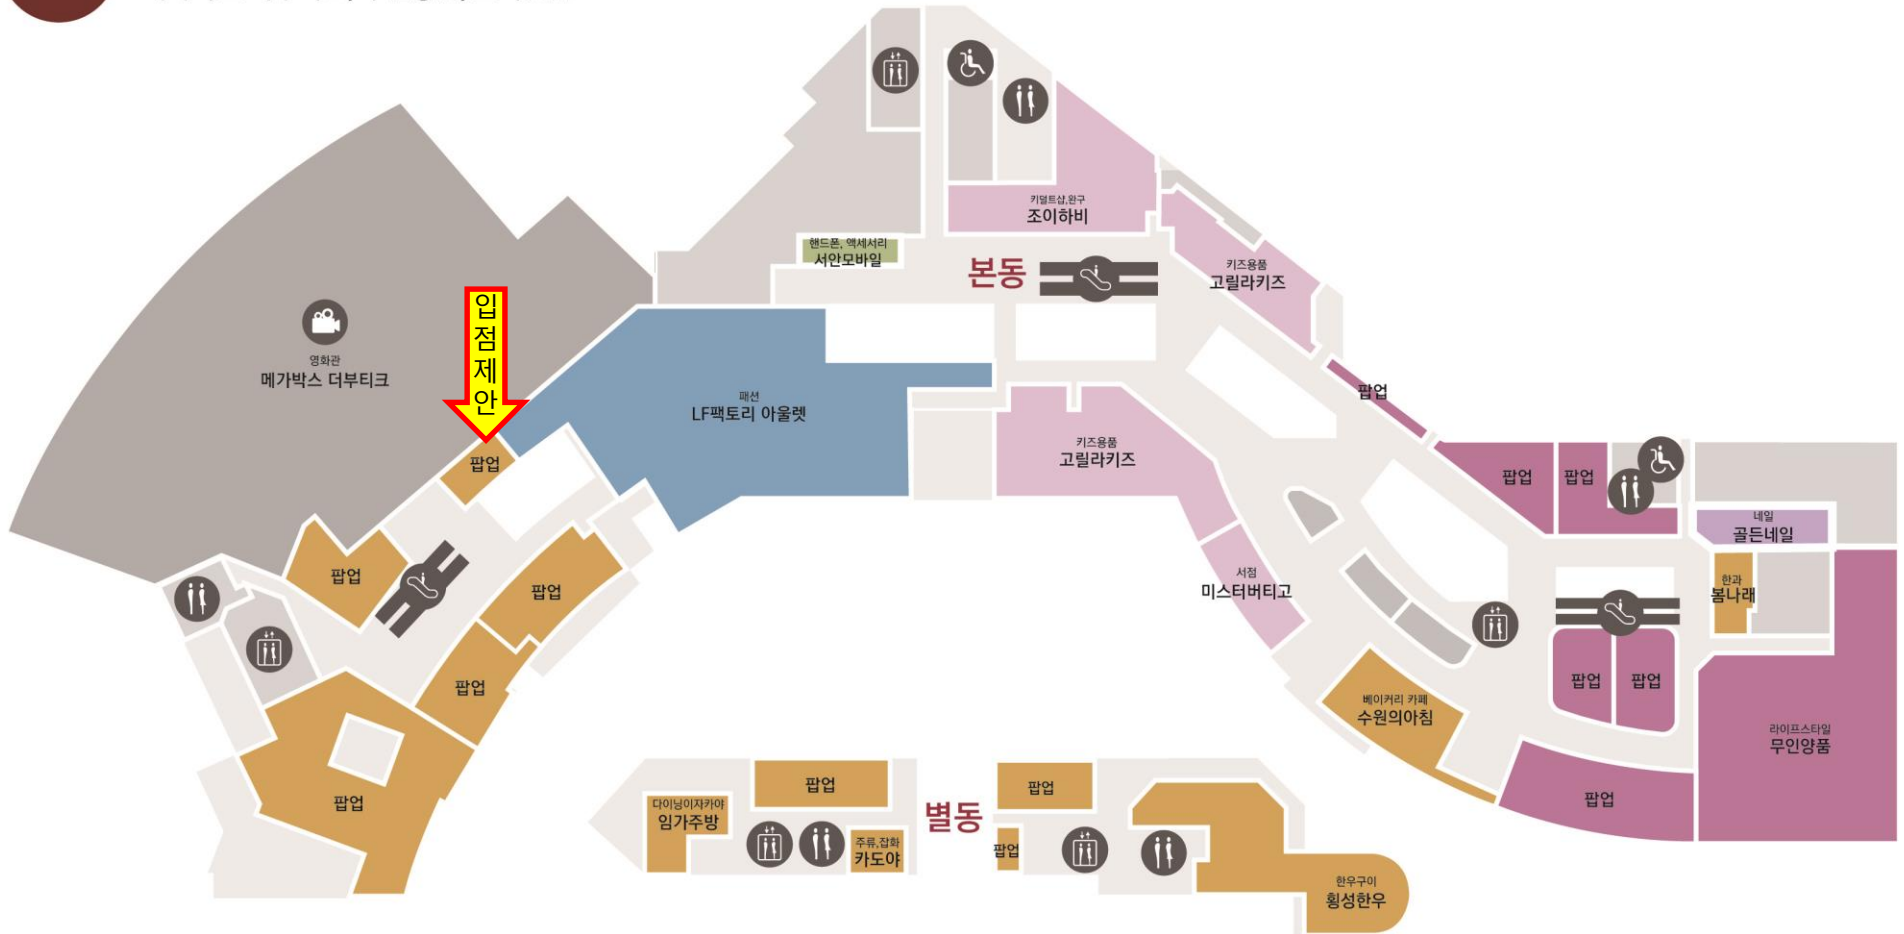 키덜트샵,완구
조이하비
핸드폰, 액세서리
서안모바일
본동
키즈용품
고릴라키즈
입
점
제
안
영화관
메가박스 더부티크
패션
LF팩토리 아울렛
팝업
키즈용품
고릴라키즈
팝업
팝업
팝업
네일
골든네일
팝업
팝업
서점
미스터버티고
한과
봄나래
팝업
팝업
팝업
베이커리 카페
수원의아침
라이프스타일
무인양품
팝업
팝업
팝업
팝업
다이닝이자카야
임가주방
별동
주류,잡화
카도야
팝업
한우구이
횡성한우